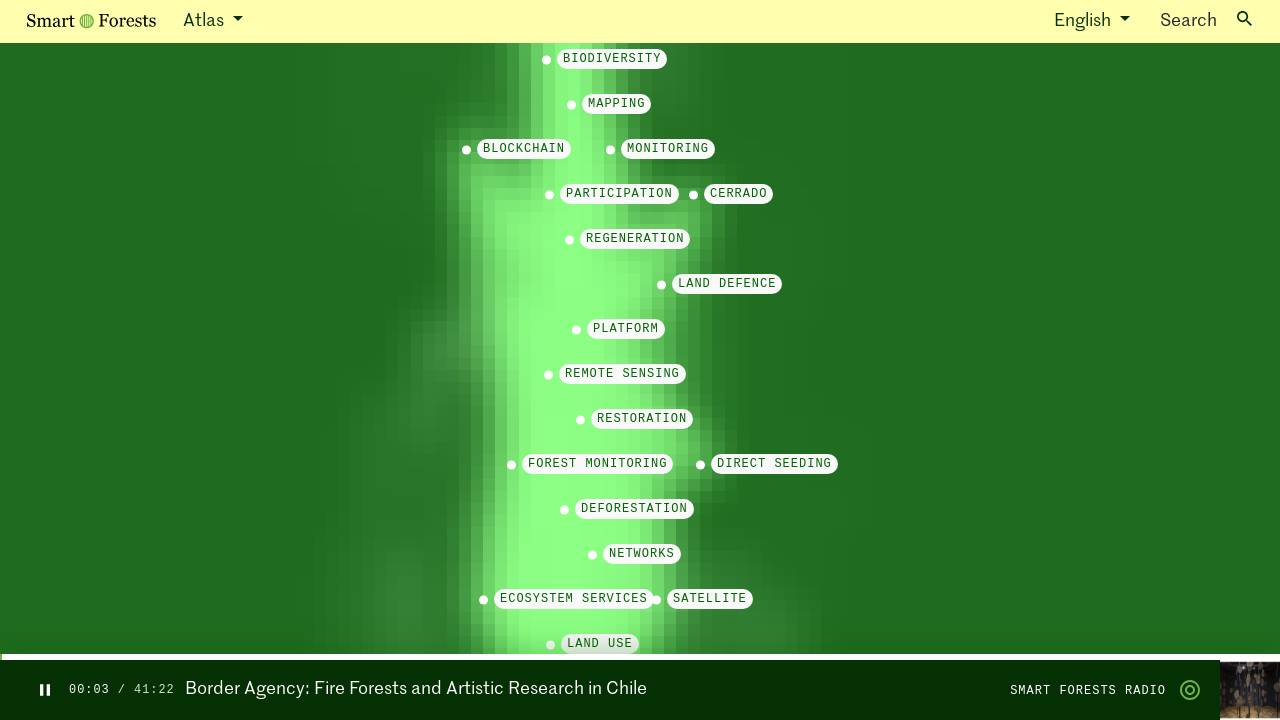 Smart Forests Atlas English Search
BIODIVERSITY
MAPPING
BLOCKCHAIN MONITORING
PARTICIPATION CERRADO
REGENERATION
LAND DEFENCE
PLATFORM
REMOTE SENSING
RESTORATION
FOREST MONITORING DIRECT SEEDING
DEFORESTATION
NETWORKS
ECOSYSTEM SERVICES SATELLITE
LAND USE
00:03 / 41:22 Border Agency: Fire Forests and Artistic Research in Chile SMART FORESTS RADIO